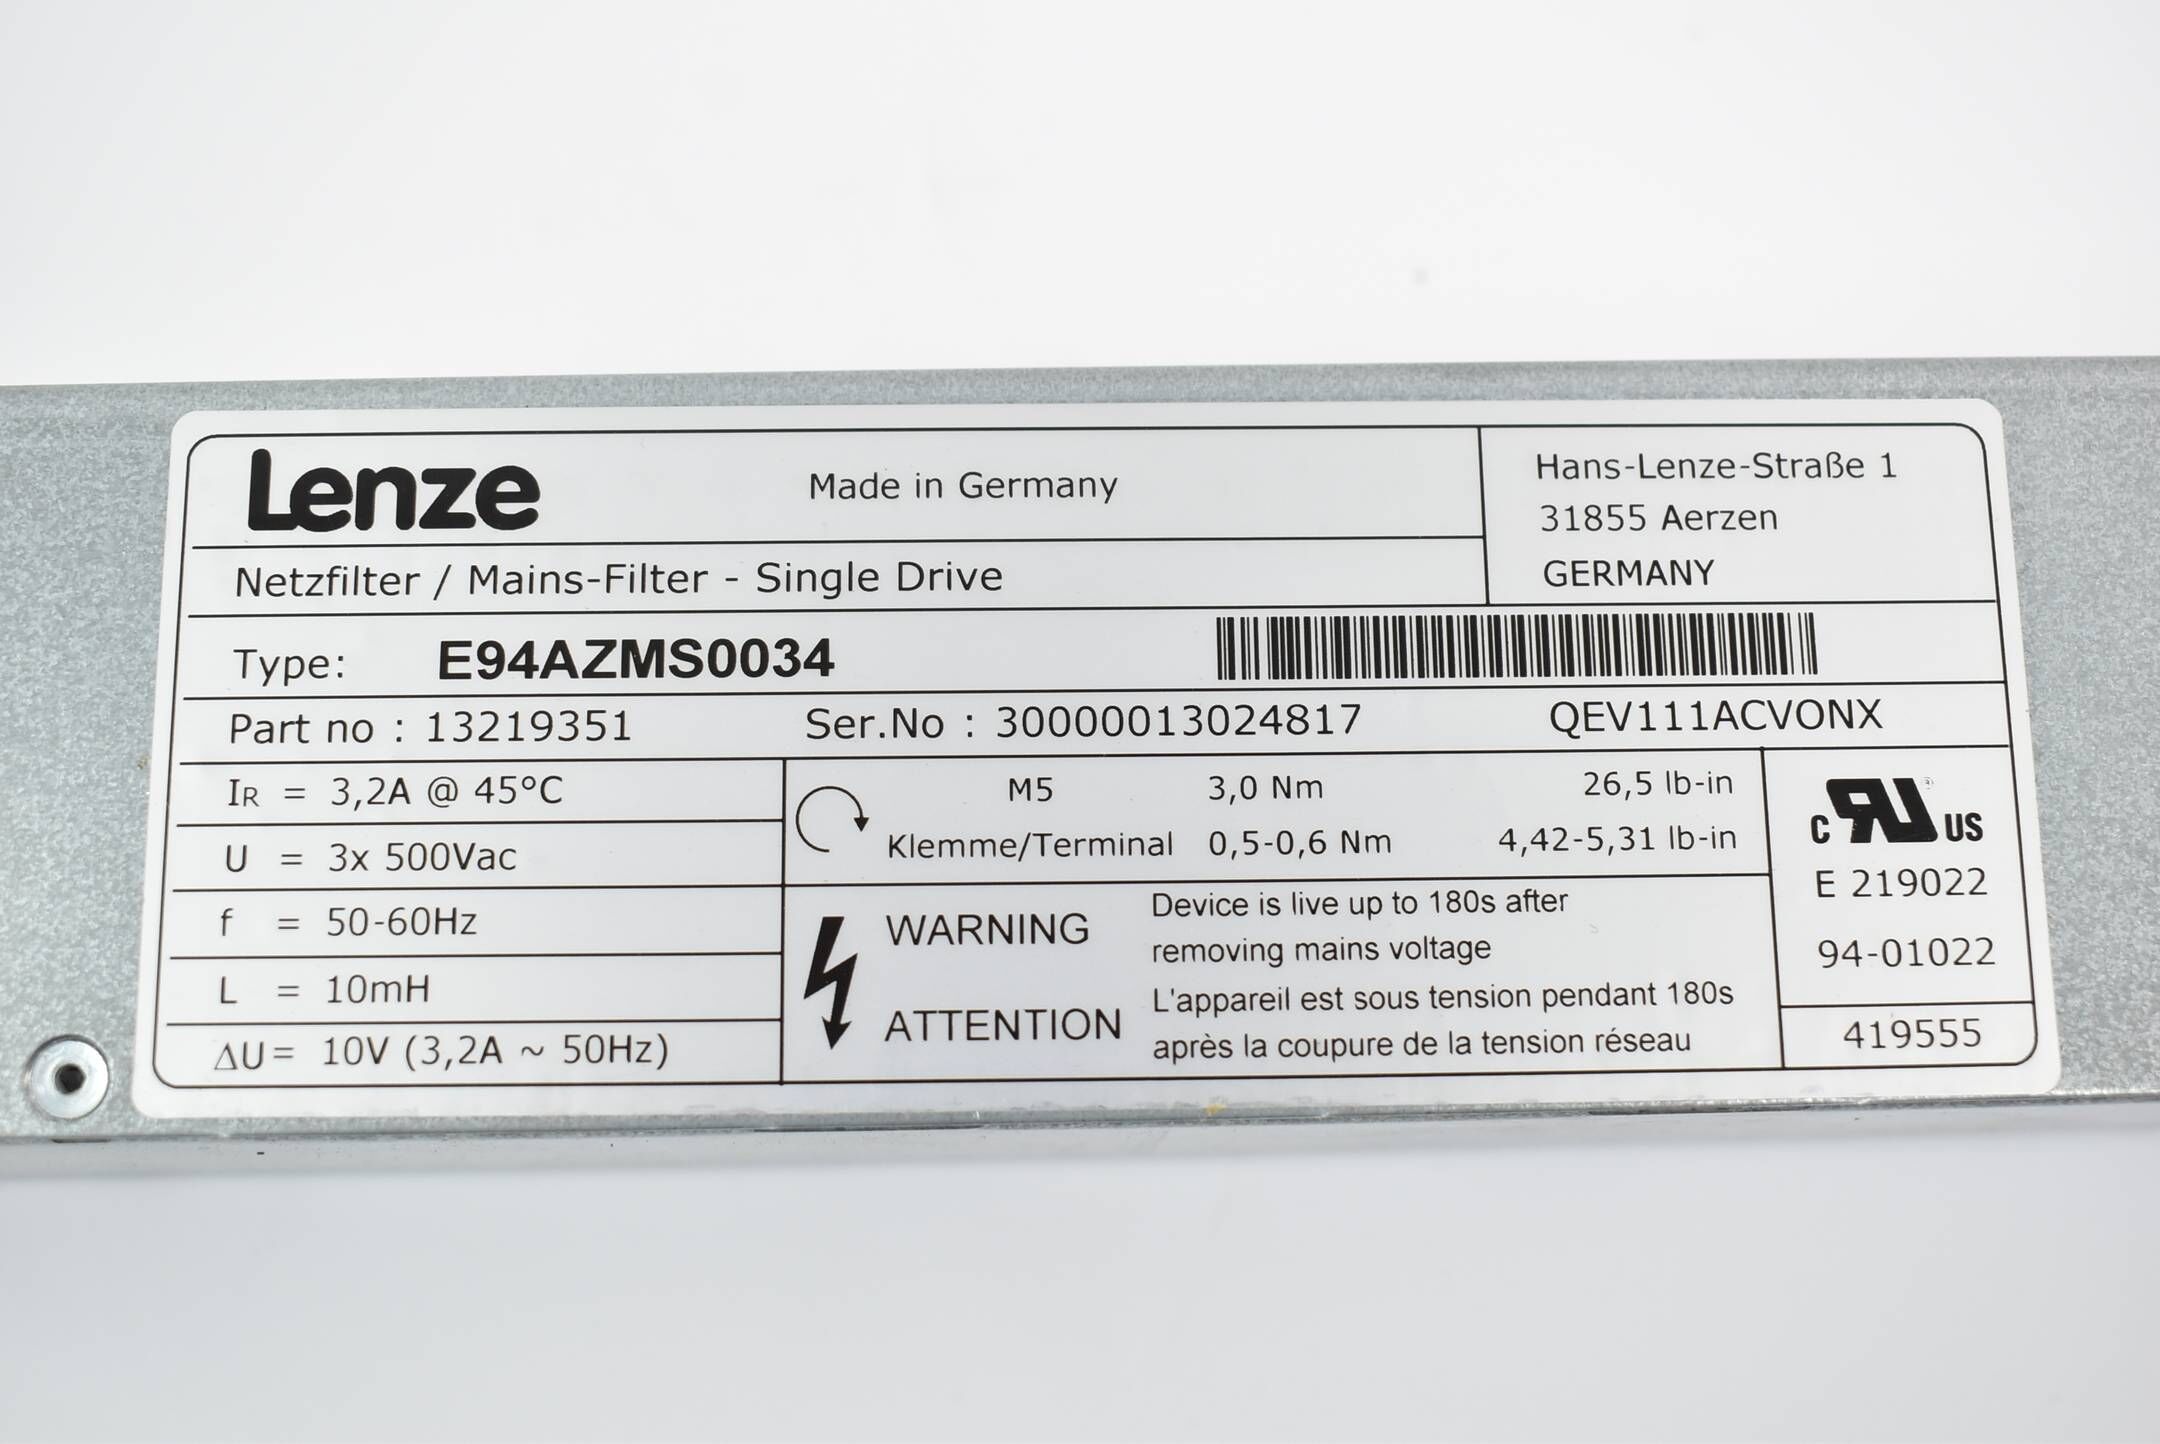 Lenze
Made in Germany
Hans-Lenze-Straße 1
31855 Aerzen
GERMANY
Netzfilter / Mains-Filter - Single Drive
Type: E94AZMS0034
Part no : 13219351 Ser.No : 30000013024817 QEV111ACVONX
IR = 3,2A @ 45°C
U = 3x 500Vac
f = 50-60Hz
L = 10mH
ΔU= 10V (3,2A ~ 50Hz)
M5 3,0 Nm 26,5 lb-in
Klemme/Terminal 0,5-0,6 Nm 4,42-5,31 lb-in
WARNING
Device is live up to 180s after
removing mains voltage
ATTENTION
L'appareil est sous tension pendant 180s
après la coupure de la tension réseau
c RU US
E 219022
94-01022
419555